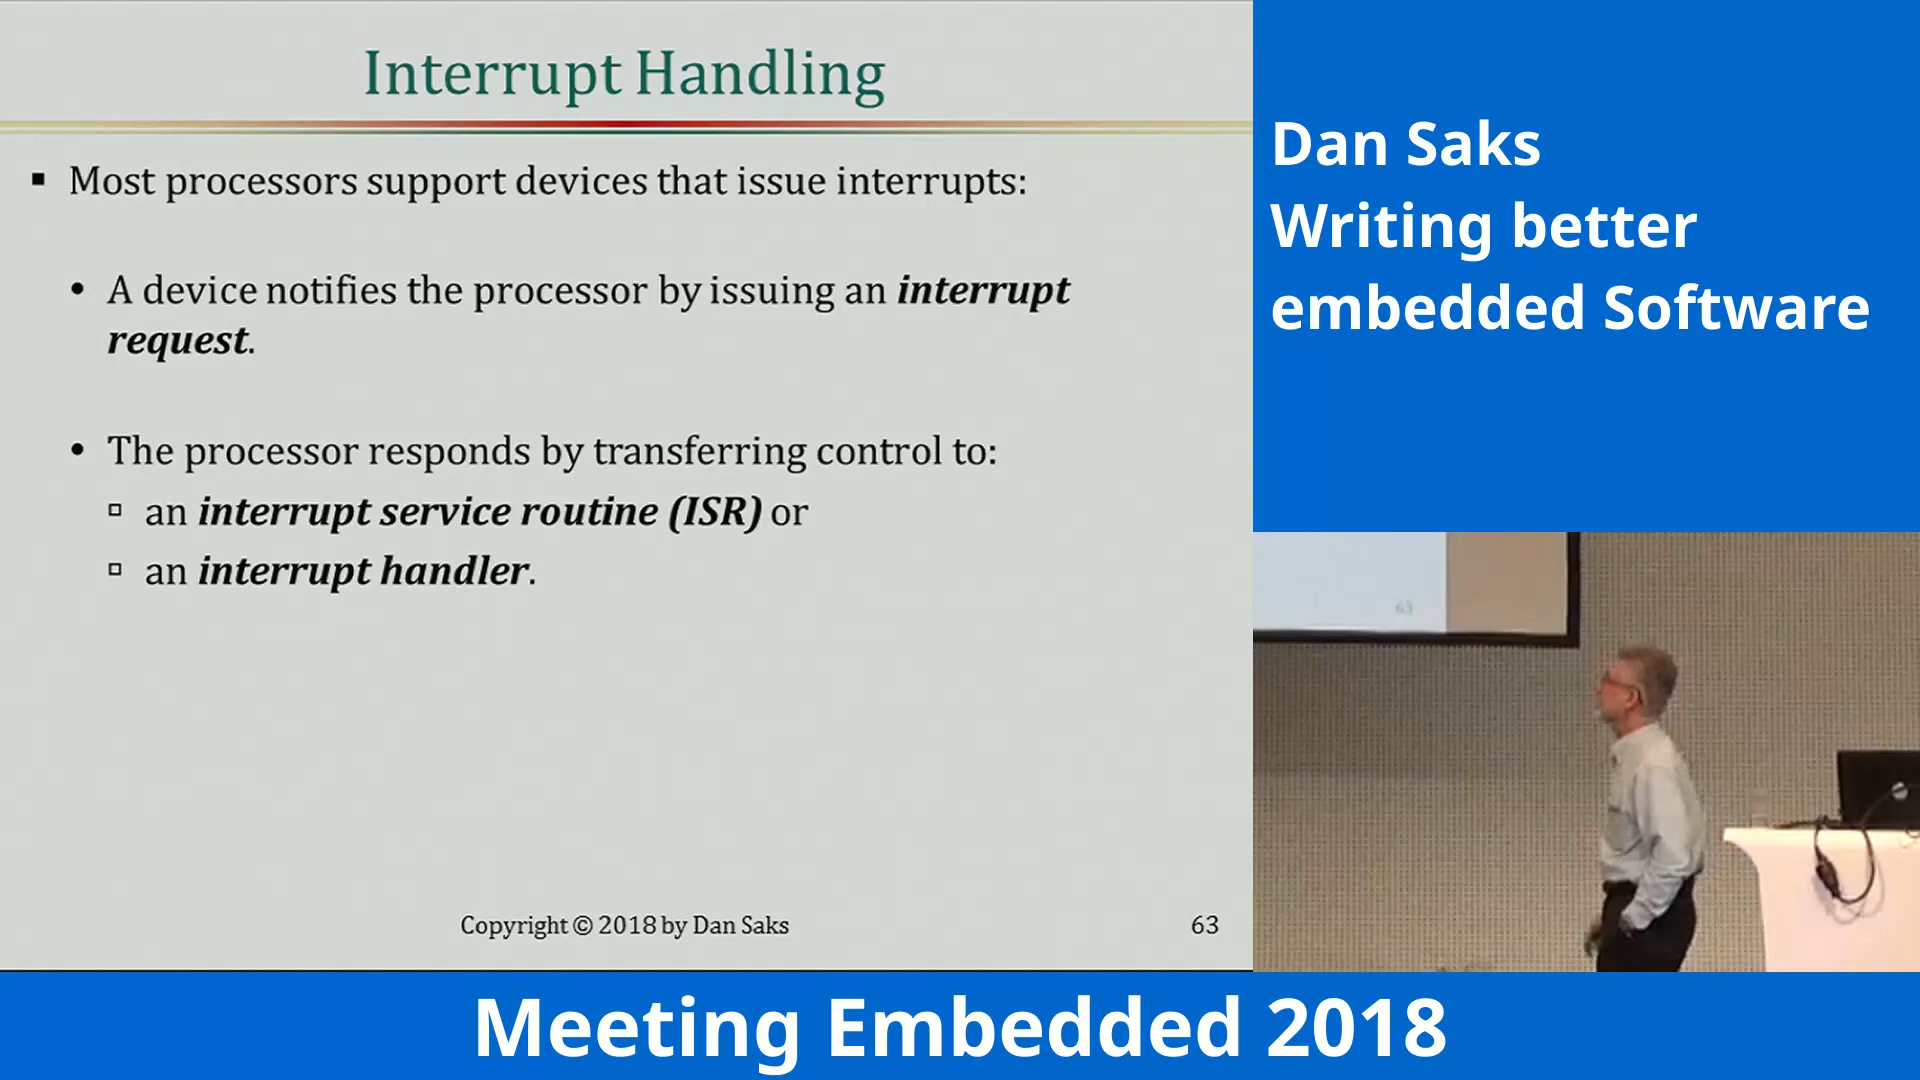 Interrupt Handling
▪ Most processors support devices that issue interrupts:
• A device notifies the processor by issuing an interrupt
request.
• The processor responds by transferring control to:
▫ an interrupt service routine (ISR) or
▫ an interrupt handler.
Copyright © 2018 by Dan Saks
63
Dan Saks
Writing better
embedded Software
63
Meeting Embedded 2018